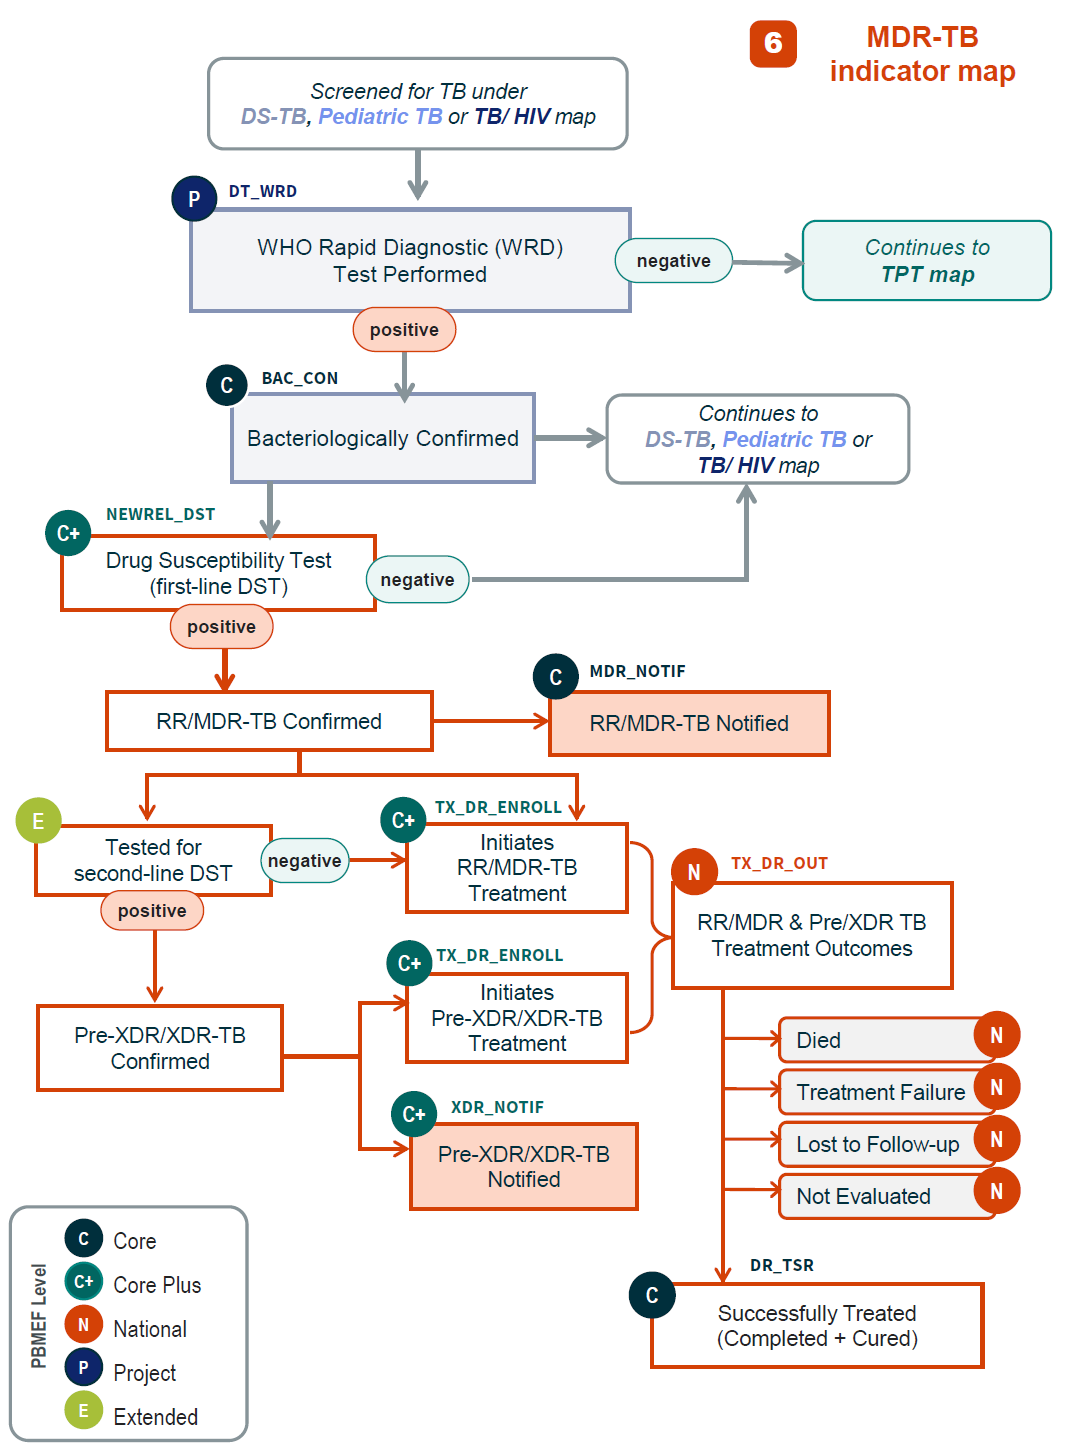 6
MDR-TB
indicator map
Screened for TB under
DS-TB, Pediatric TB or TB/ HIV map
P
DT_WRD
WHO Rapid Diagnostic (WRD)
Test Performed
negative
Continues to
TPT map
positive
C
BAC_CON
Bacteriologically Confirmed
Continues to
DS-TB, Pediatric TB or
TB/ HIV map
C+
NEWREL_DST
Drug Susceptibility Test
(first-line DST)
negative
positive
RR/MDR-TB Confirmed
C
MDR_NOTIF
RR/MDR-TB Notified
E
Tested for
second-line DST
negative
positive
C+
TX_DR_ENROLL
Initiates
RR/MDR-TB
Treatment
N
TX_DR_OUT
RR/MDR & Pre/XDR TB
Treatment Outcomes
Pre-XDR/XDR-TB
Confirmed
C+
TX_DR_ENROLL
Initiates
Pre-XDR/XDR-TB
Treatment
C+
XDR_NOTIF
Pre-XDR/XDR-TB
Notified
Died
N
Treatment Failure
N
Lost to Follow-up
N
Not Evaluated
N
C
DR_TSR
Successfully Treated
(Completed + Cured)
PBMEF Level
C Core
C+ Core Plus
N National
P Project
E Extended